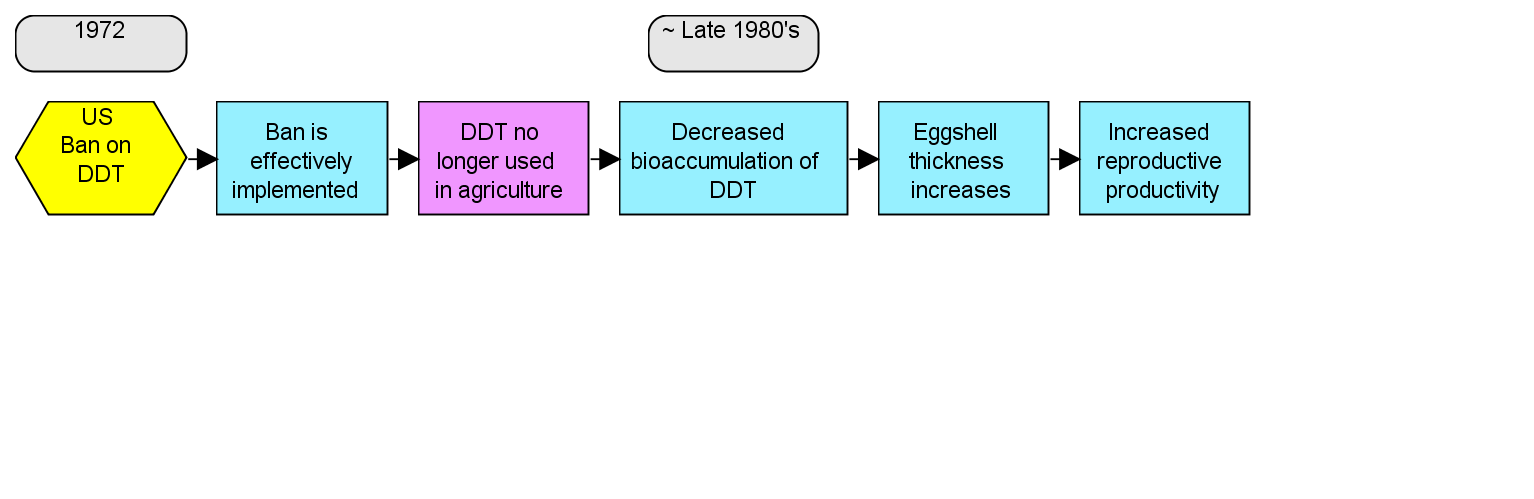 1972
~ Late 1980's
US
Ban on
DDT
Ban is
effectively
implemented
DDT no
longer used
in agriculture
Decreased
bioaccumulation of
DDT
Eggshell
thickness
increases
Increased
reproductive
productivity